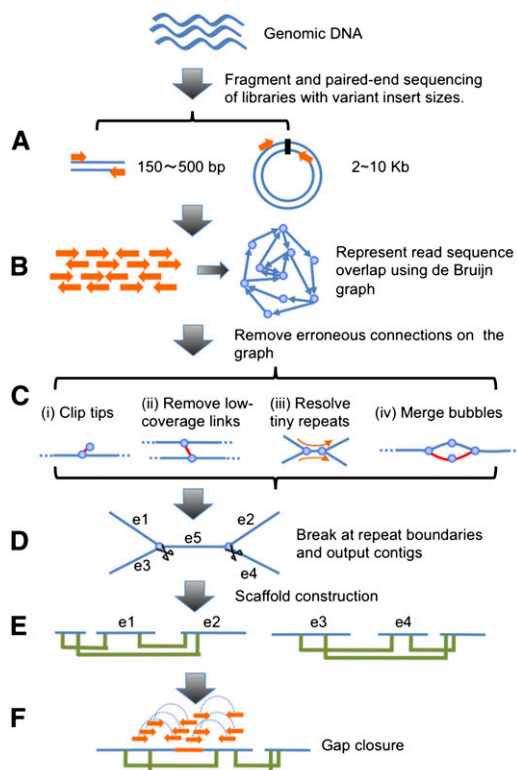 Genomic DNA
Fragment and paired-end sequencing
of libraries with variant insert sizes.
A
150～500 bp
2~10 Kb
B
Represent read sequence
overlap using de Bruijn
graph
Remove erroneous connections on the
graph
C
(i) Clip tips
(ii) Remove low-
coverage links
(iii) Resolve
tiny repeats
(iv) Merge bubbles
D
e1
e2
e5
e3
e4
Break at repeat boundaries
and output contigs
Scaffold construction
E
e1
e2
e3
e4
F
Gap closure